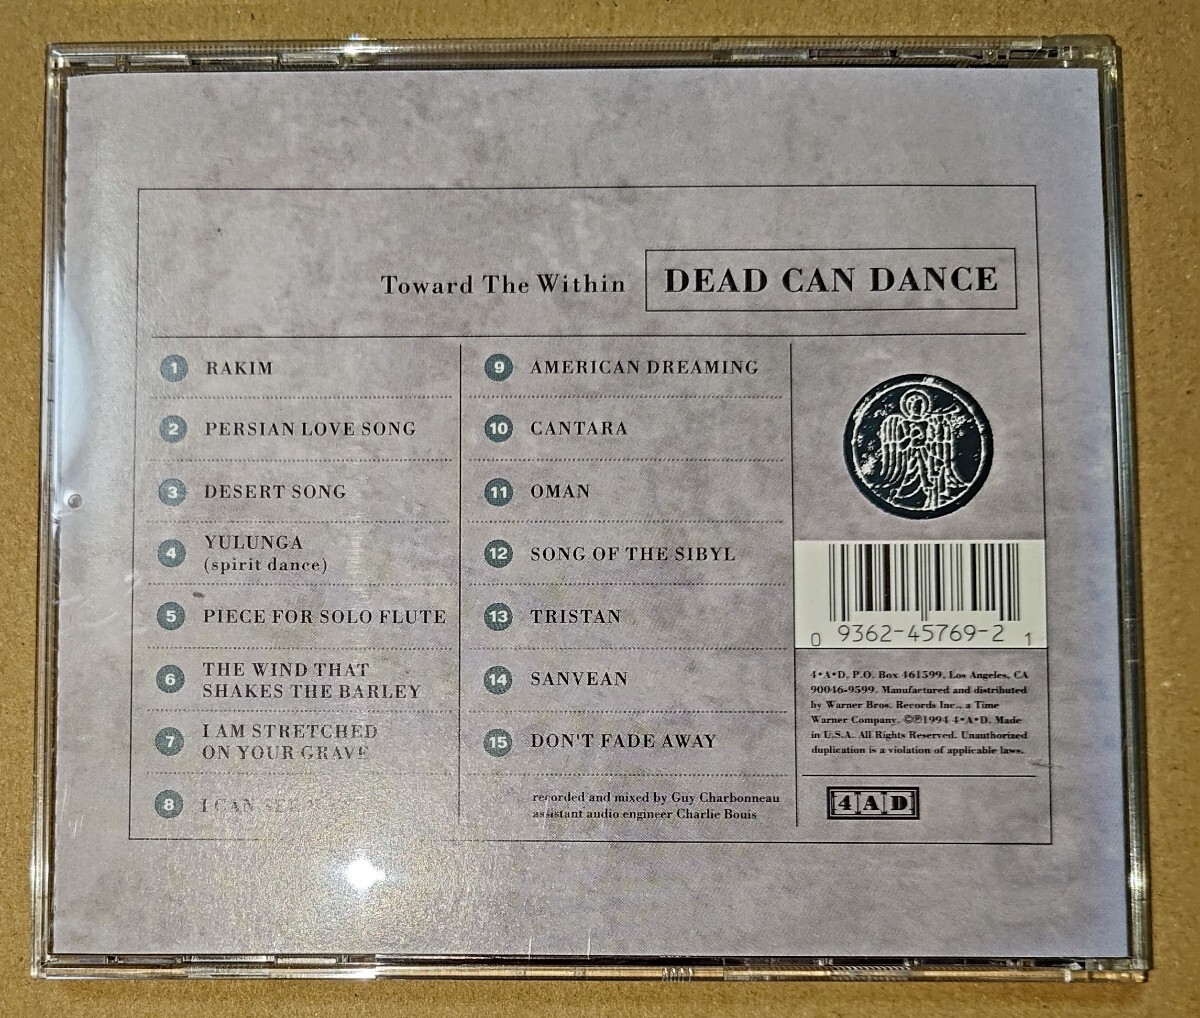 Toward The Within DEAD CAN DANCE
1 RAKIM
2 PERSIAN LOVE SONG
3 DESERT SONG
4 YULUNGA
(spirit dance)
5 PIECE FOR SOLO FLUTE
6 THE WIND THAT
SHAKES THE BARLEY
7 I AM STRETCHED
ON YOUR GRAVE
8 I CAN
9 AMERICAN DREAMING
10 CANTARA
11 OMAN
12 SONG OF THE SIBYL
13 TRISTAN
14 SANVEAN
15 DON'T FADE AWAY
recorded and mixed by Guy Charbonneau
assistant audio engineer Charlie Bouis
0 9362-45769-2 1
4•A•D, P.O. Box 461599, Los Angeles, CA
90046-9599. Manufactured and distributed
by Warner Bros. Records Inc., a Time
Warner Company. ©℗1994 4•A•D. Made
in U.S.A. All Rights Reserved. Unauthorized
duplication is a violation of applicable laws.
4|A|D